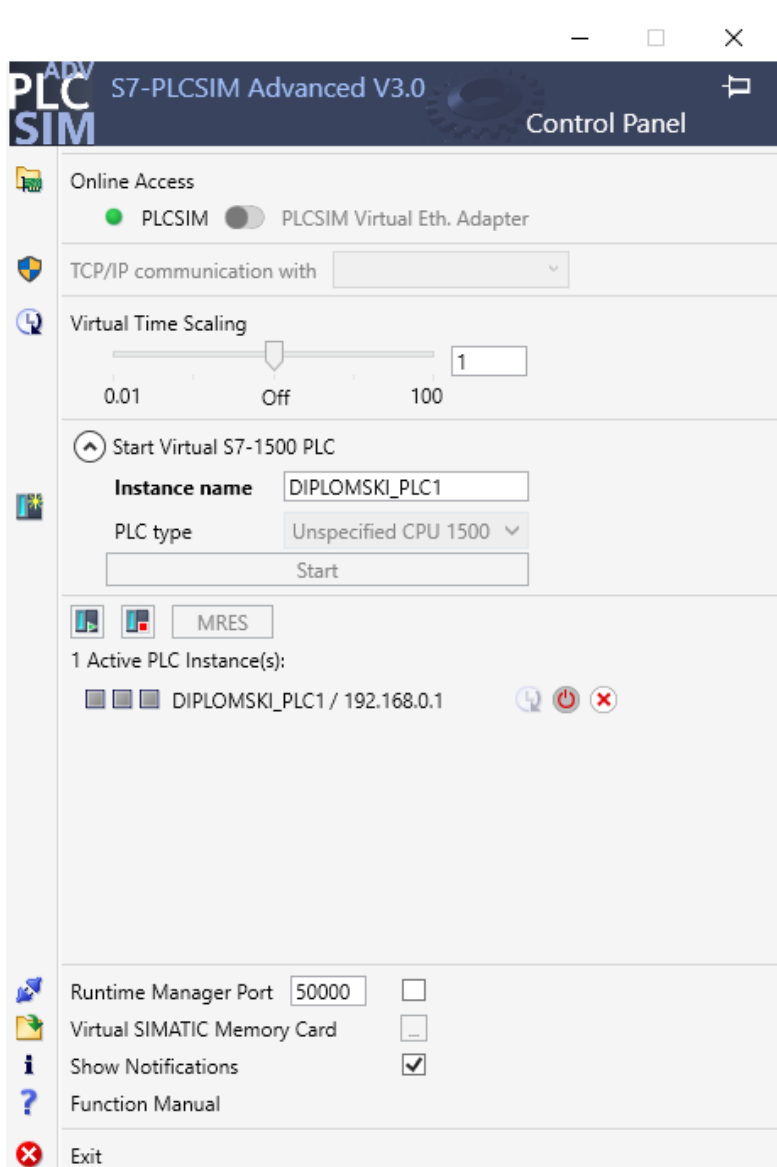 ADV
PLC
SIM
S7-PLCSIM Advanced V3.0
Control Panel
Online Access
PLCSIM PLCSIM Virtual Eth. Adapter
TCP/IP communication with
Virtual Time Scaling
1
0.01 Off 100
Start Virtual S7-1500 PLC
Instance name DIPLOMSKI_PLC1
PLC type Unspecified CPU 1500
Start
MRES
1 Active PLC Instance(s):
DIPLOMSKI_PLC1 / 192.168.0.1
Runtime Manager Port 50000
Virtual SIMATIC Memory Card ...
Show Notifications
Function Manual
Exit